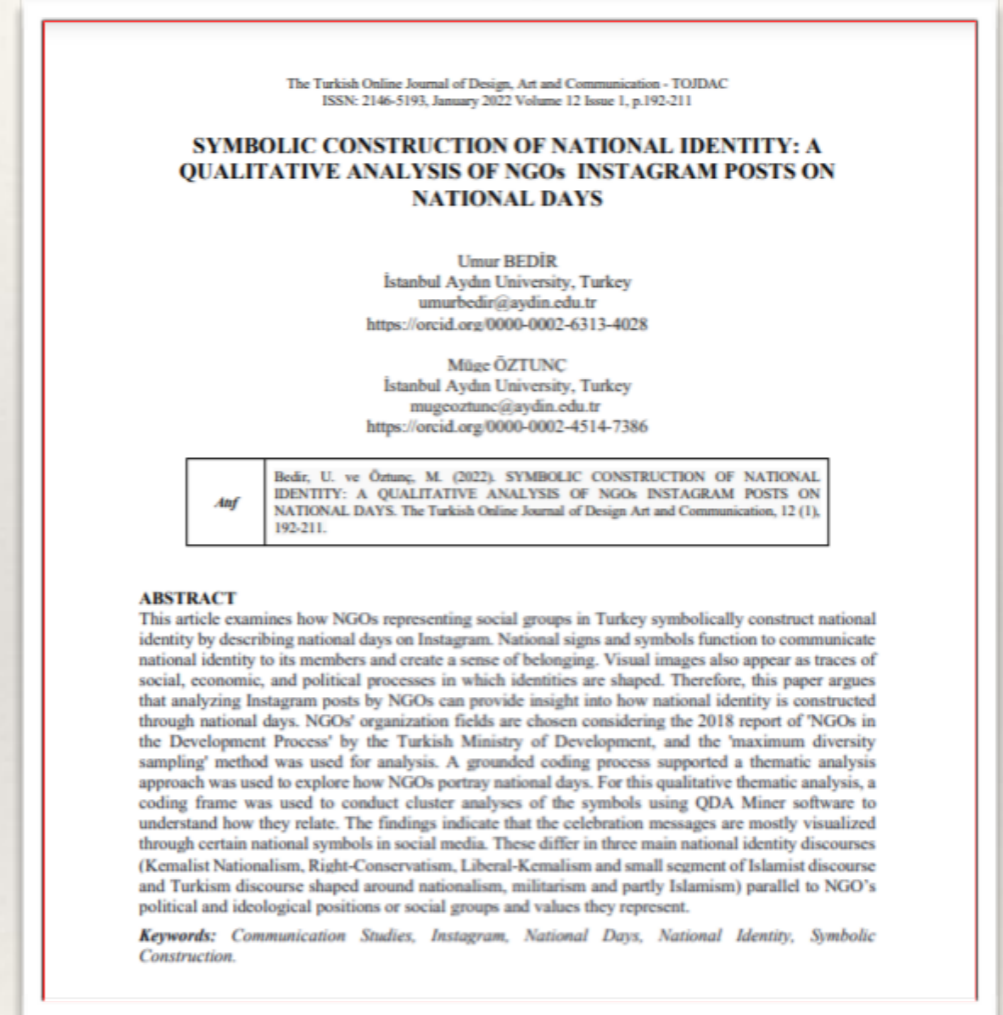 The Turkish Online Journal of Design, Art and Communication - TOJDAC
ISSN: 2146-5193, January 2022 Volume 12 Issue 1, p.192-211
SYMBOLIC CONSTRUCTION OF NATIONAL IDENTITY: A
QUALITATIVE ANALYSIS OF NGOs INSTAGRAM POSTS ON
NATIONAL DAYS
Umur BEDİR
İstanbul Aydın University, Turkey
umurbedir@aydin.edu.tr
https://orcid.org/0000-0002-6313-4028
Müge ÖZTUNÇ
İstanbul Aydın University, Turkey
mugeoztunc@aydin.edu.tr
https://orcid.org/0000-0002-4514-7386
Atıf
Bedir, U. ve Öztunç, M. (2022). SYMBOLIC CONSTRUCTION OF NATIONAL
IDENTITY: A QUALITATIVE ANALYSIS OF NGOs INSTAGRAM POSTS ON
NATIONAL DAYS. The Turkish Online Journal of Design Art and Communication, 12 (1),
192-211.
ABSTRACT
This article examines how NGOs representing social groups in Turkey symbolically construct national
identity by describing national days on Instagram. National signs and symbols function to communicate
national identity to its members and create a sense of belonging. Visual images also appear as traces of
social, economic, and political processes in which identities are shaped. Therefore, this paper argues
that analyzing Instagram posts by NGOs can provide insight into how national identity is constructed
through national days. NGOs' organization fields are chosen considering the 2018 report of 'NGOs in
the Development Process' by the Turkish Ministry of Development, and the 'maximum diversity
sampling' method was used for analysis. A grounded coding process supported a thematic analysis
approach was used to explore how NGOs portray national days. For this qualitative thematic analysis, a
coding frame was used to conduct cluster analyses of the symbols using QDA Miner software to
understand how they relate. The findings indicate that the celebration messages are mostly visualized
through certain national symbols in social media. These differ in three main national identity discourses
(Kemalist Nationalism, Right-Conservatism, Liberal-Kemalism and small segment of Islamist discourse
and Turkism discourse shaped around nationalism, militarism and partly Islamism) parallel to NGO's
political and ideological positions or social groups and values they represent.
Keywords: Communication Studies, Instagram, National Days, National Identity, Symbolic
Construction.